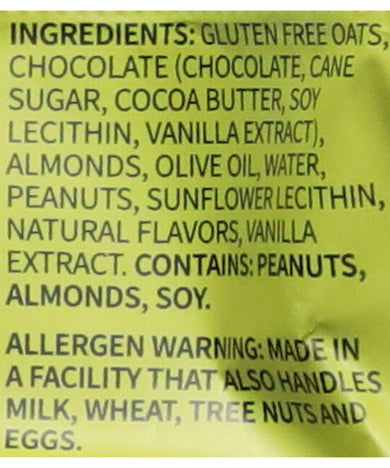 INGREDIENTS: GLUTEN FREE OATS,
CHOCOLATE (CHOCOLATE, CANE
SUGAR, COCOA BUTTER, SOY
LECITHIN, VANILLA EXTRACT),
ALMONDS, OLIVE OIL, WATER,
PEANUTS, SUNFLOWER LECITHIN,
NATURAL FLAVORS, VANILLA
EXTRACT. CONTAINS: PEANUTS,
ALMONDS, SOY.
ALLERGEN WARNING: MADE IN
A FACILITY THAT ALSO HANDLES
MILK, WHEAT, TREE NUTS AND
EGGS.